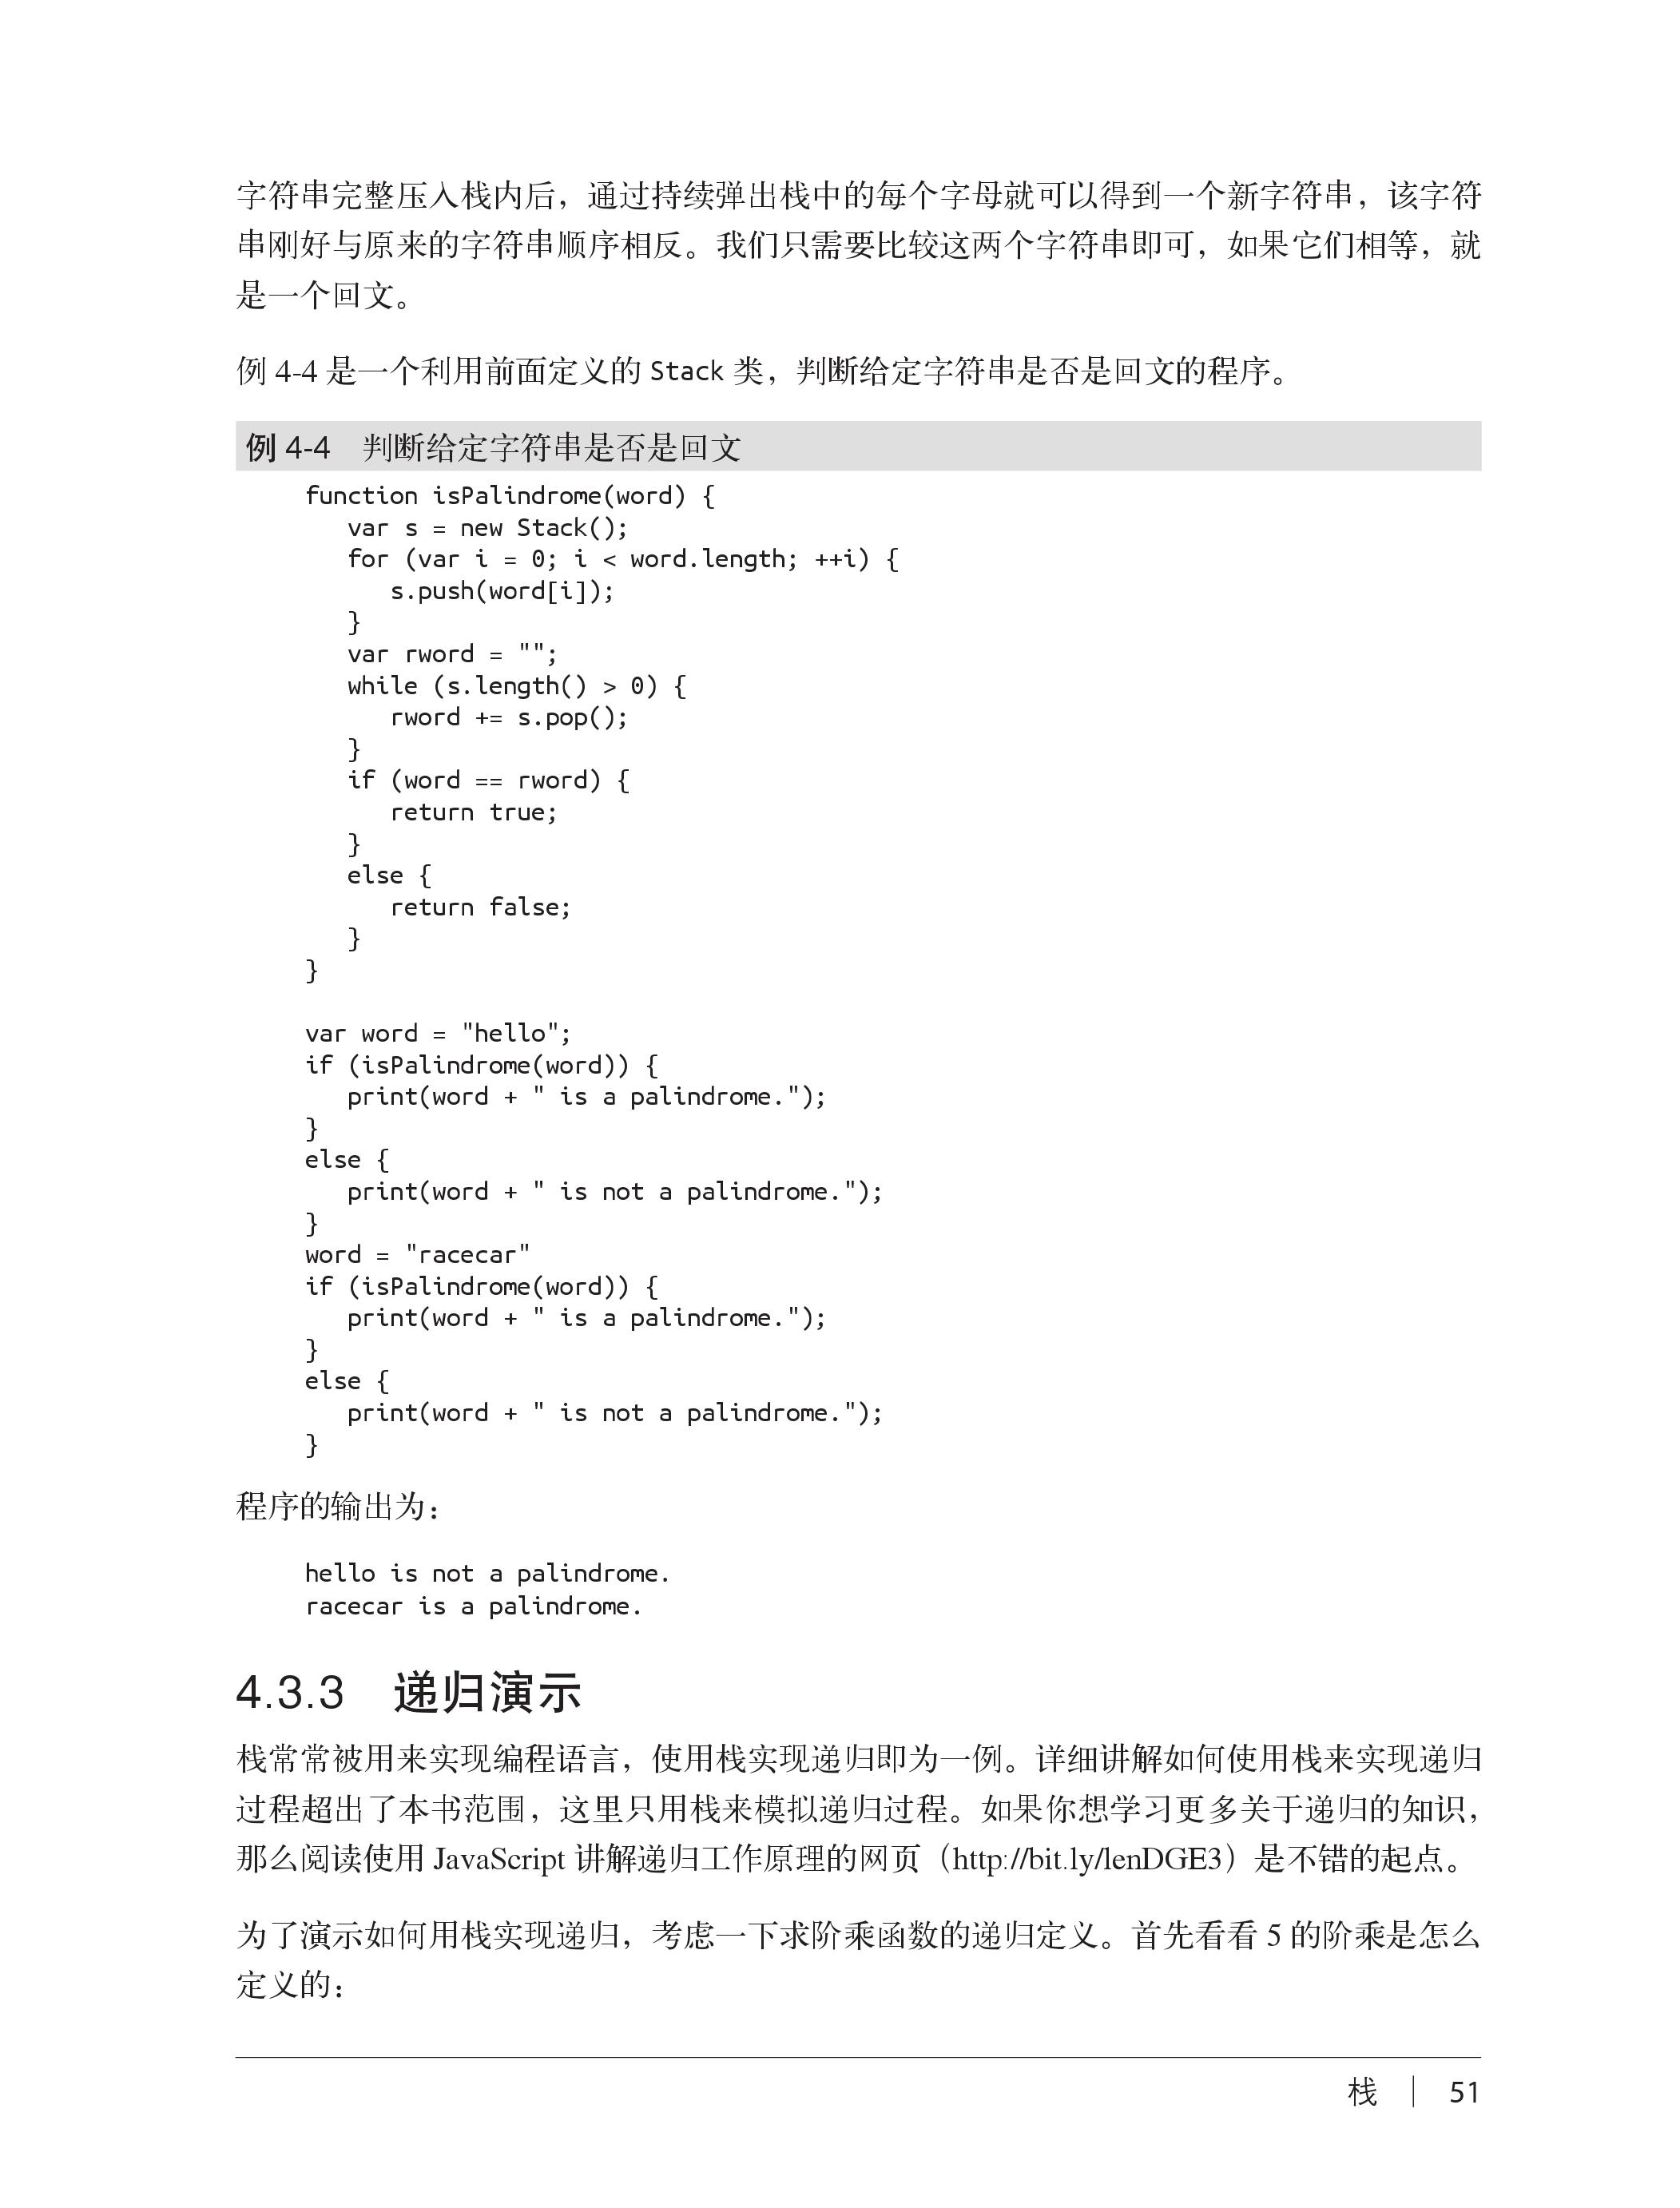 字符串完整压入栈内后，通过持续弹出栈中的每个字母就可以得到一个新字符串，该字符
串刚好与原来的字符串顺序相反。我们只需要比较这两个字符串即可，如果它们相等，就
是一个回文。
例 4-4 是一个利用前面定义的 Stack 类，判断给定字符串是否是回文的程序。
例 4-4　判断给定字符串是否是回文
function isPalindrome(word) {
   var s = new Stack();
   for (var i = 0; i < word.length; ++i) {
      s.push(word[i]);
   }
   var rword = "";
   while (s.length() > 0) {
      rword += s.pop();
   }
   if (word == rword) {
      return true;
   }
   else {
      return false;
   }
}
var word = "hello";
if (isPalindrome(word)) {
   print(word + " is a palindrome.");
}
else {
   print(word + " is not a palindrome.");
}
word = "racecar"
if (isPalindrome(word)) {
   print(word + " is a palindrome.");
}
else {
   print(word + " is not a palindrome.");
}
程序的输出为：
hello is not a palindrome.
racecar is a palindrome.
4.3.3　递归演示
栈常常被用来实现编程语言，使用栈实现递归即为一例。详细讲解如何使用栈来实现递归
过程超出了本书范围，这里只用栈来模拟递归过程。如果你想学习更多关于递归的知识，
那么阅读使用 JavaScript 讲解递归工作原理的网页（http://bit.ly/lenDGE3）是不错的起点。
为了演示如何用栈实现递归，考虑一下求阶乘函数的递归定义。首先看看 5 的阶乘是怎么
定义的：
栈 | 51